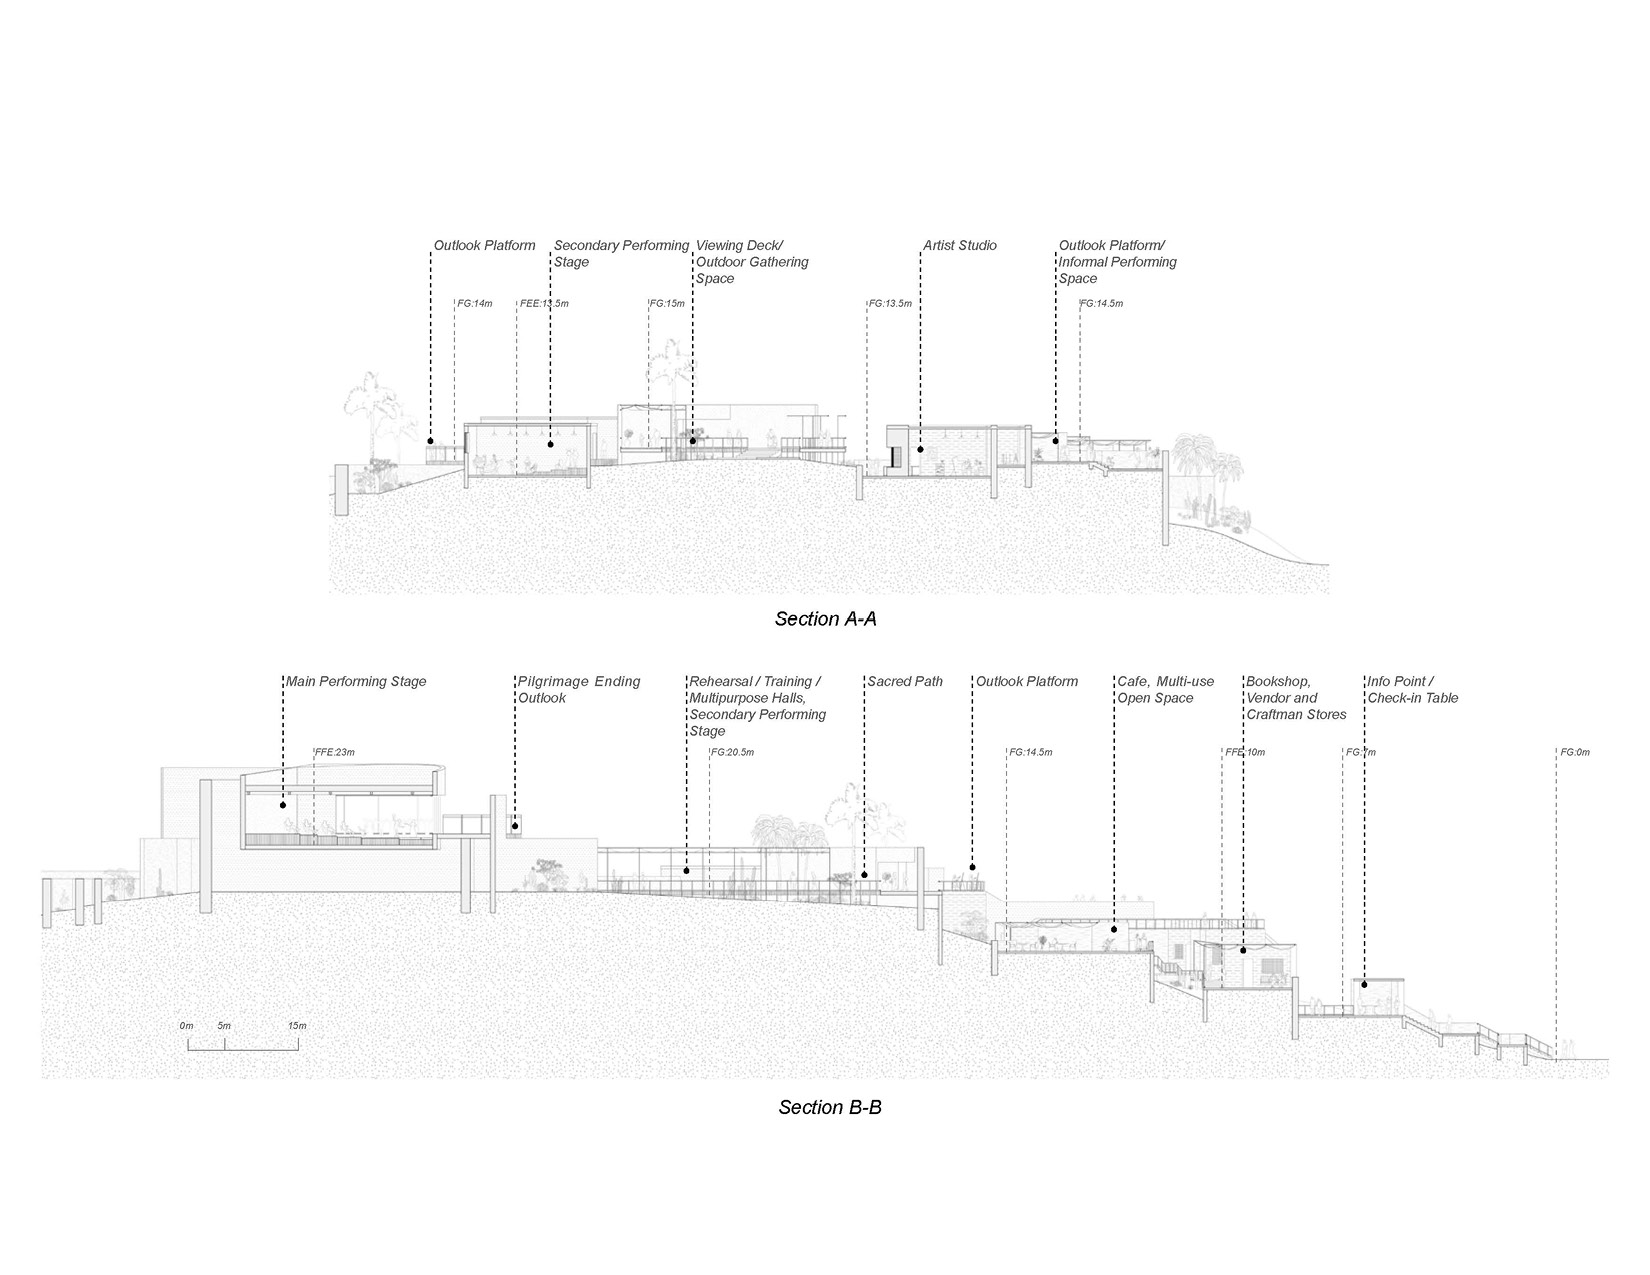 Outlook Platform
Secondary Performing
Stage
Viewing Deck/
Outdoor Gathering
Space
Artist Studio
Outlook Platform/
Informal Performing
Space
FG:14m
FEE:13.5m
FG:15m
FG:13.5m
FG:14.5m
Section A-A
Main Performing Stage
Pilgrimage Ending
Outlook
Rehearsal / Training /
Multipurpose Halls,
Secondary Performing
Stage
Sacred Path
Outlook Platform
Cafe, Multi-use
Open Space
Bookshop,
Vendor and
Craftman Stores
Info Point /
Check-in Table
FFE:23m
FG:20.5m
FG:14.5m
FFE:10m
FG:7m
FG:0m
0m 5m 15m
Section B-B